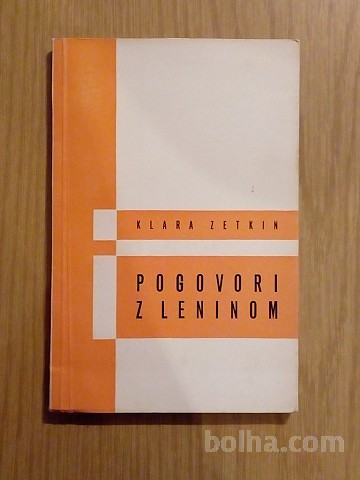 KLARA ZETKIN
POGOVORI
Z LENINOM
bolha.com